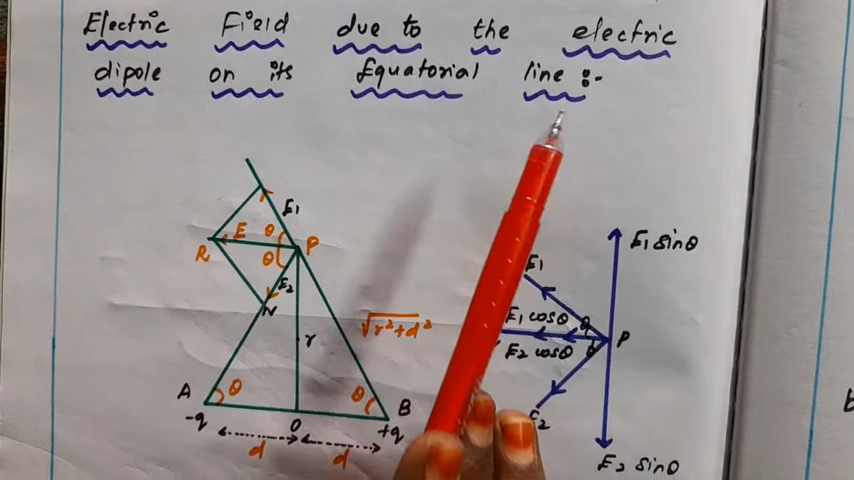 Electric Field due to the electric
dipole on its Equatorial line :-
E1
θ
E
P
R
θ
E2
N
√r²+d²
r
A
θ
θ
B
-q
O
+q
d
d
E1 sinθ
E1
E1 cosθ
θ
P
E2 cosθ
θ
E2 sinθ